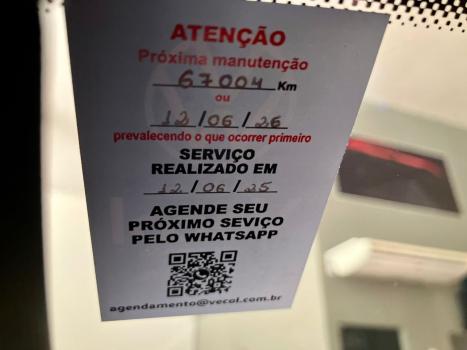 ATENÇÃO
Próxima manutenção
67004 Km
ou
12/06/26
prevalecendo o que ocorrer primeiro
SERVIÇO
REALIZADO EM
12/06/25
AGENDE SEU
PRÓXIMO SEVIÇO
PELO WHATSAPP
agendamento@vecol.com.br